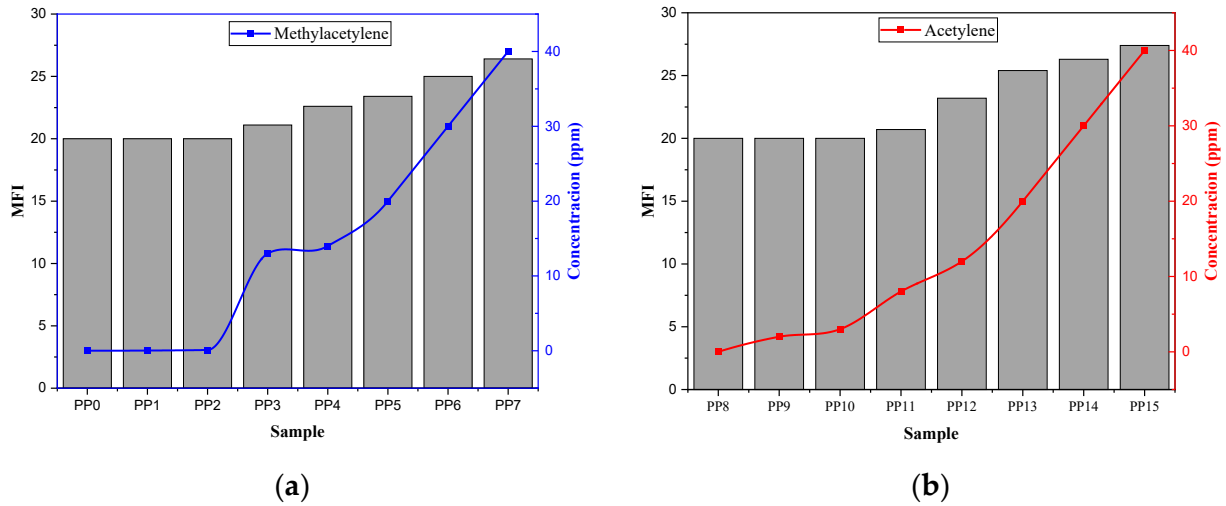 Methylacetylene
30
25
20
15
10
5
0
MFI
40
30
20
10
0
Concentracion (ppm)
PP0 PP1 PP2 PP3 PP4 PP5 PP6 PP7
Sample
(a)
Acetylene
30
25
20
15
10
5
0
MFI
40
30
20
10
0
Concentracion (ppm)
PP8 PP9 PP10 PP11 PP12 PP13 PP14 PP15
Sample
(b)